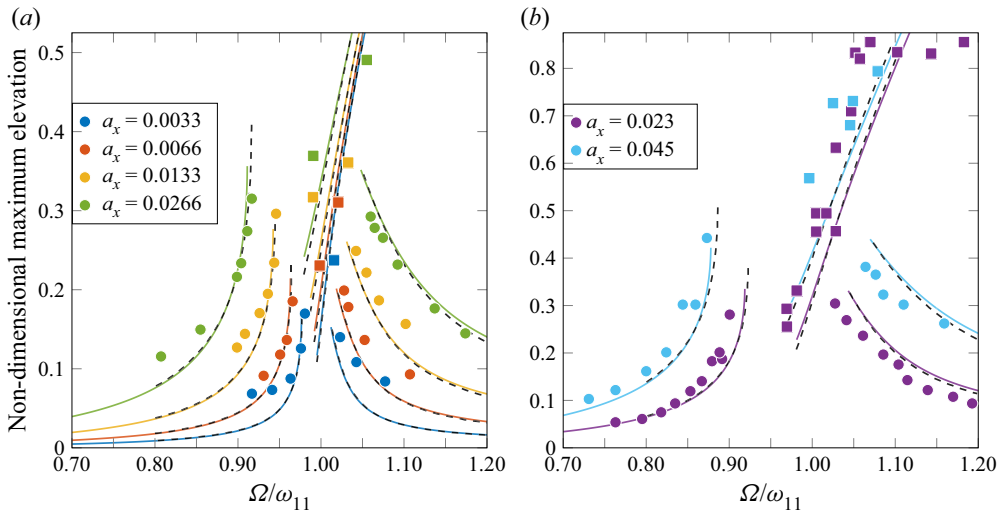 (a)
(b)
Non-dimensional maximum elevation
0.5
0.4
0.3
0.2
0.1
0
a_x = 0.0033
a_x = 0.0066
a_x = 0.0133
a_x = 0.0266
0.70 0.80 0.90 1.00 1.10 1.20
Ω/ω₁₁
0.8
0.7
0.6
0.5
0.4
0.3
0.2
0.1
0
a_x = 0.023
a_x = 0.045
0.70 0.80 0.90 1.00 1.10 1.20
Ω/ω₁₁